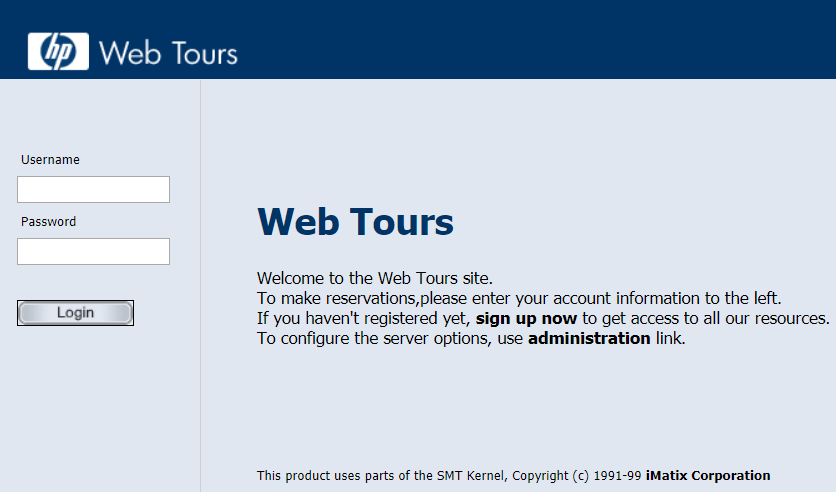 hp Web Tours
Username
Password
Login
Web Tours
Welcome to the Web Tours site.
To make reservations,please enter your account information to the left.
If you haven't registered yet, sign up now to get access to all our resources.
To configure the server options, use administration link.
This product uses parts of the SMT Kernel, Copyright (c) 1991-99 iMatix Corporation